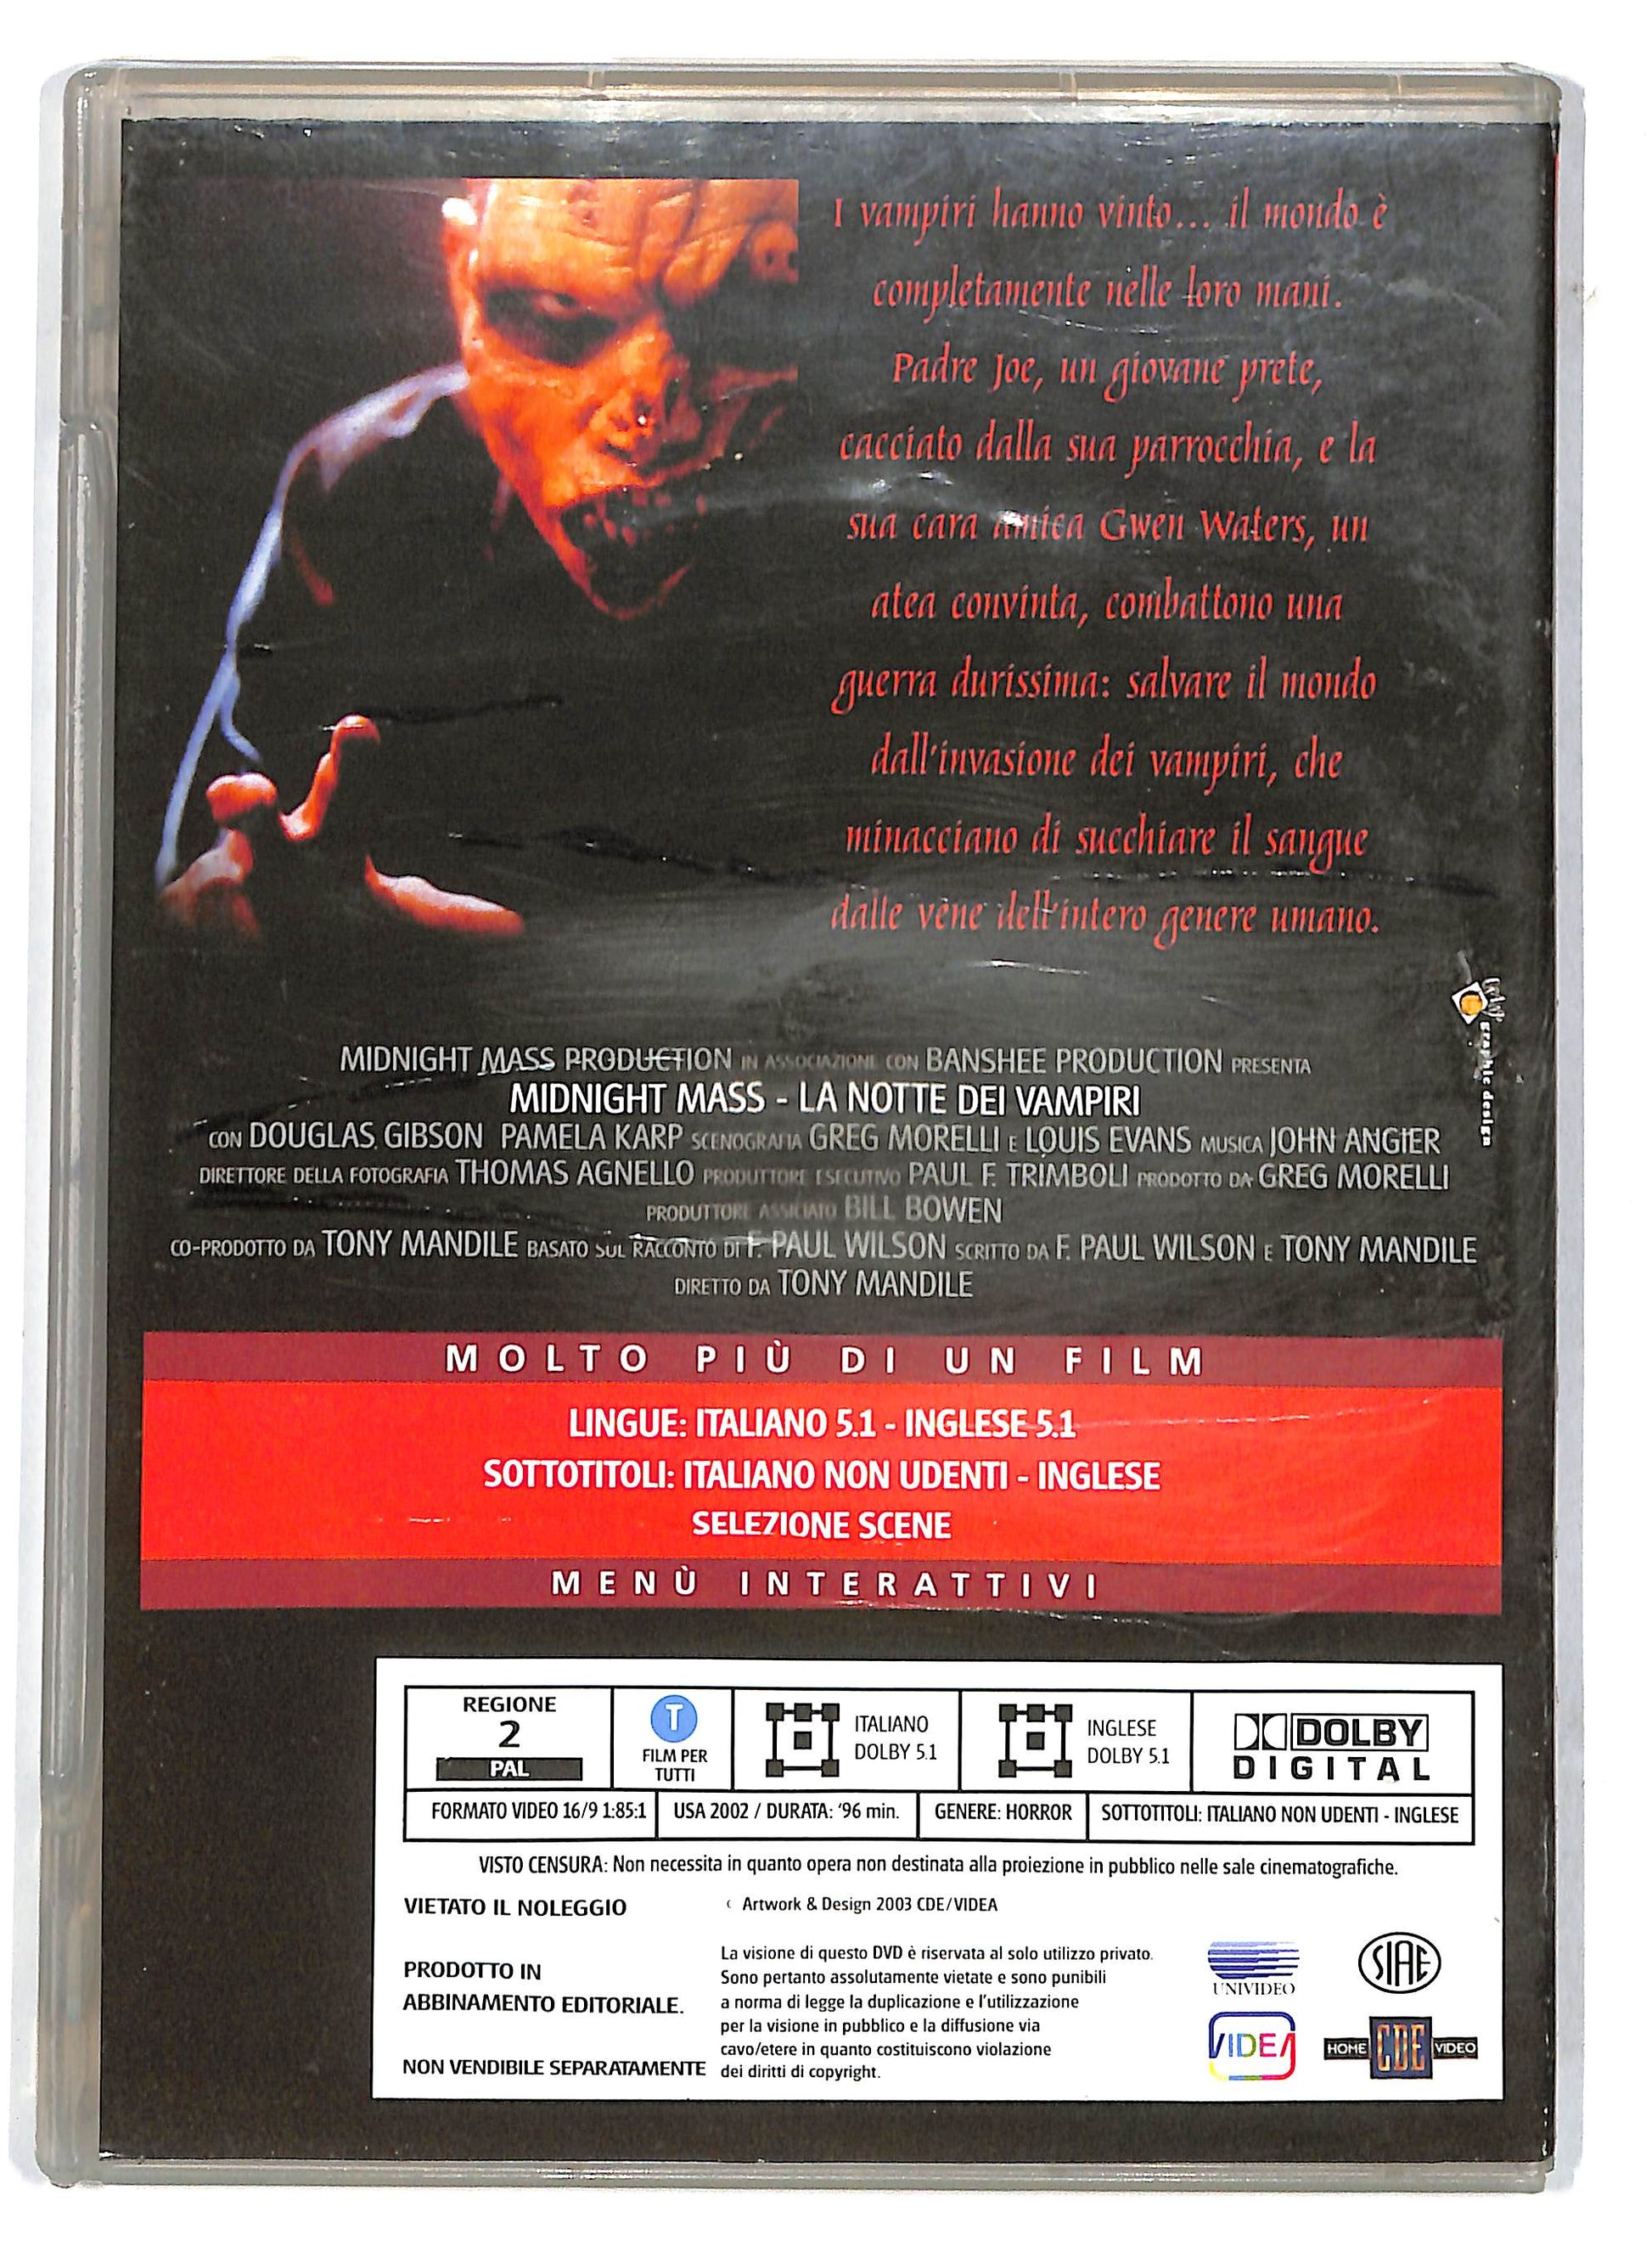 I vampiri hanno vinto... il mondo è
completamente nelle loro mani.
Padre Joe, un giovane prete,
cacciato dalla sua parrocchia, e la
sua cara amica Gwen Waters, un
atea convinta, combattono una
guerra durissima: salvare il mondo
dall'invasione dei vampiri, che
minacciano di succhiare il sangue
dalle vene dell'intero genere umano.
graphic design
MIDNIGHT MASS PRODUCTION IN ASSOCIAZIONE CON BANSHEE PRODUCTION PRESENTA
MIDNIGHT MASS - LA NOTTE DEI VAMPIRI
CON DOUGLAS GIBSON PAMELA KARP SCENOGRAFIA GREG MORELLI E LOUIS EVANS MUSICA JOHN ANGIER
DIRETTORE DELLA FOTOGRAFIA THOMAS AGNELLO PRODUTTORE ESECUTIVO PAUL F. TRIMBOLI PRODOTTO DA GREG MORELLI
PRODUTTORE ASSICIATO BILL BOWEN
CO-PRODOTTO DA TONY MANDILE BASATO SUL RACCONTO DI F. PAUL WILSON SCRITTO DA F. PAUL WILSON E TONY MANDILE
DIRETTO DA TONY MANDILE
MOLTO PIÙ DI UN FILM
LINGUE: ITALIANO 5.1 - INGLESE 5.1
SOTTOTITOLI: ITALIANO NON UDENTI - INGLESE
SELEZIONE SCENE
MENÙ INTERATTIVI
REGIONE
2
PAL
T
FILM PER
TUTTI
ITALIANO
DOLBY 5.1
INGLESE
DOLBY 5.1
DOLBY
DIGITAL
FORMATO VIDEO 16/9 1:85:1
USA 2002 / DURATA: '96 min.
GENERE: HORROR
SOTTOTITOLI: ITALIANO NON UDENTI - INGLESE
VISTO CENSURA: Non necessita in quanto opera non destinata alla proiezione in pubblico nelle sale cinematografiche.
VIETATO IL NOLEGGIO
Artwork & Design 2003 CDE/VIDEA
PRODOTTO IN
ABBINAMENTO EDITORIALE.
NON VENDIBILE SEPARATAMENTE
La visione di questo DVD è riservata al solo utilizzo privato.
Sono pertanto assolutamente vietate e sono punibili
a norma di legge la duplicazione e l'utilizzazione
per la visione in pubblico e la diffusione via
cavo/etere in quanto costituiscono violazione
dei diritti di copyright.
UNIVIDEO
SIAE
VIDEA
HOME CDE VIDEO